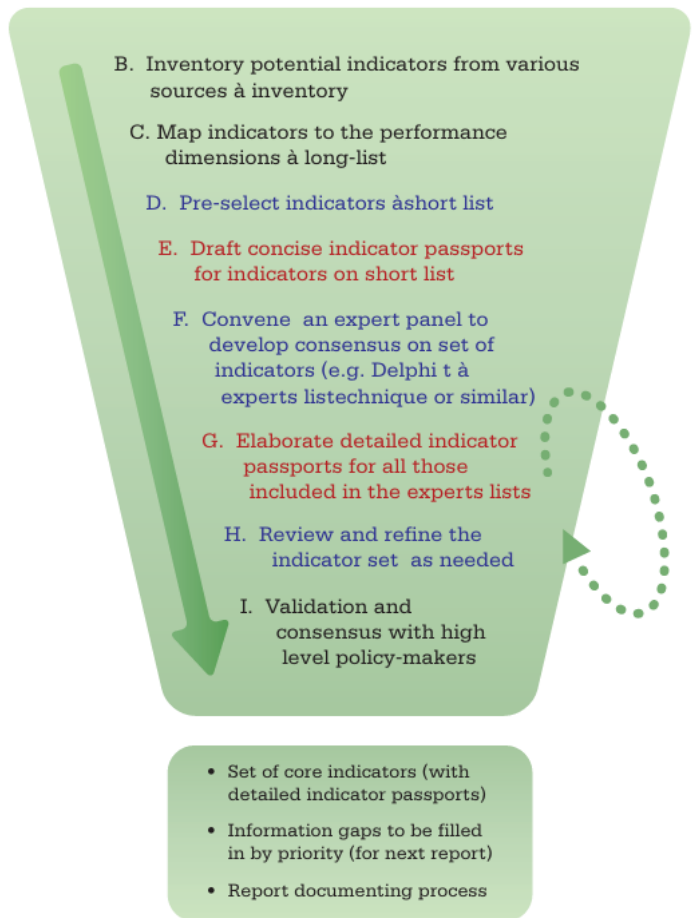 B. Inventory potential indicators from various
sources à inventory
C. Map indicators to the performance
dimensions à long-list
D. Pre-select indicators àshort list
E. Draft concise indicator passports
for indicators on short list
F. Convene an expert panel to
develop consensus on set of
indicators (e.g. Delphi t à
experts listechnique or similar)
G. Elaborate detailed indicator
passports for all those
included in the experts lists
H. Review and refine the
indicator set as needed
I. Validation and
consensus with high
level policy-makers
• Set of core indicators (with
detailed indicator passports)
• Information gaps to be filled
in by priority (for next report)
• Report documenting process